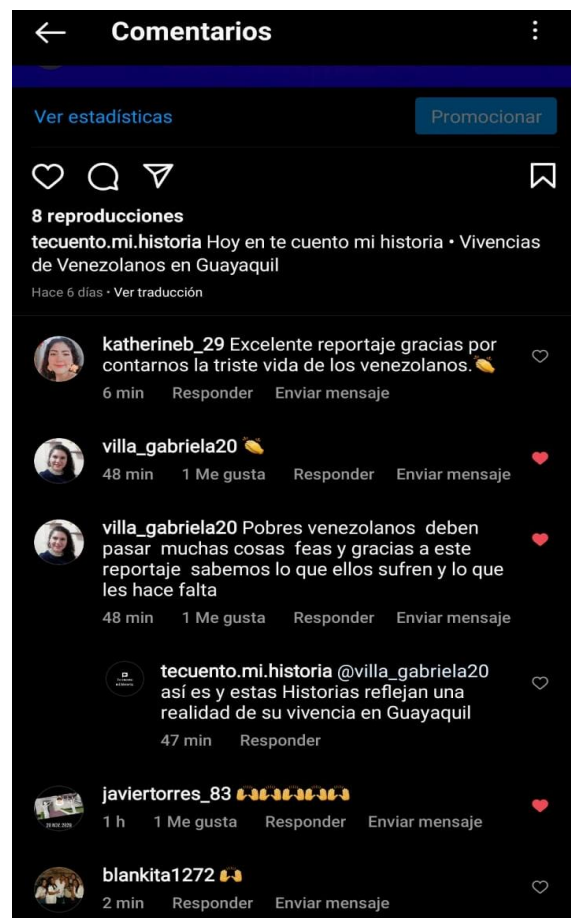 Comentarios
Ver estadísticas
Promocionar
8 reproducciones
tecuento.mi.historia Hoy en te cuento mi historia • Vivencias
de Venezolanos en Guayaquil
Hace 6 días • Ver traducción
katherineb_29 Excelente reportaje gracias por
contarnos la triste vida de los venezolanos.👏
6 min Responder Enviar mensaje
villa_gabriela20 👏
48 min 1 Me gusta Responder Enviar mensaje
villa_gabriela20 Pobres venezolanos deben
pasar muchas cosas feas y gracias a este
reportaje sabemos lo que ellos sufren y lo que
les hace falta
48 min 1 Me gusta Responder Enviar mensaje
tecuento.mi.historia @villa_gabriela20
así es y estas Historias reflejan una
realidad de su vivencia en Guayaquil
47 min Responder
javiertorres_83 🙌🙌🙌🙌🙌
1 h 1 Me gusta Responder Enviar mensaje
blankita1272 🙌
2 min Responder Enviar mensaje